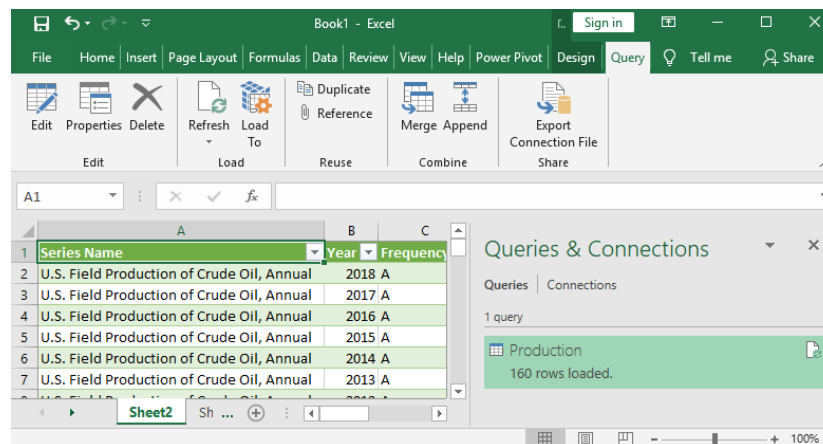 Book1 - Excel
Sign in
File Home Insert Page Layout Formulas Data Review View Help Power Pivot Design Query Tell me Share
Edit Properties Delete Refresh Load To Duplicate Reference Merge Append Export Connection File
Edit Load Reuse Combine Share
A1 fx
A B C
1 Series Name Year Frequency
2 U.S. Field Production of Crude Oil, Annual 2018 A
3 U.S. Field Production of Crude Oil, Annual 2017 A
4 U.S. Field Production of Crude Oil, Annual 2016 A
5 U.S. Field Production of Crude Oil, Annual 2015 A
6 U.S. Field Production of Crude Oil, Annual 2014 A
7 U.S. Field Production of Crude Oil, Annual 2013 A
Queries & Connections
Queries Connections
1 query
Production
160 rows loaded.
Sheet2 Sh ...
100%